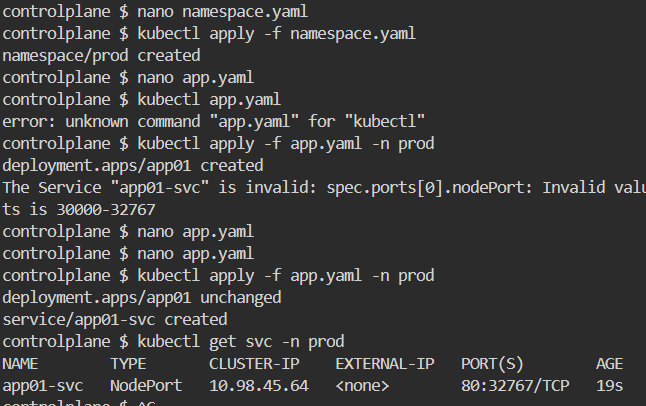 controlplane $ nano namespace.yaml
controlplane $ kubectl apply -f namespace.yaml
namespace/prod created
controlplane $ nano app.yaml
controlplane $ kubectl app.yaml
error: unknown command "app.yaml" for "kubectl"
controlplane $ kubectl apply -f app.yaml -n prod
deployment.apps/app01 created
The Service "app01-svc" is invalid: spec.ports[0].nodePort: Invalid valu
ts is 30000-32767
controlplane $ nano app.yaml
controlplane $ nano app.yaml
controlplane $ kubectl apply -f app.yaml -n prod
deployment.apps/app01 unchanged
service/app01-svc created
controlplane $ kubectl get svc -n prod
NAME TYPE CLUSTER-IP EXTERNAL-IP PORT(S) AGE
app01-svc NodePort 10.98.45.64 <none> 80:32767/TCP 19s
controlplane $